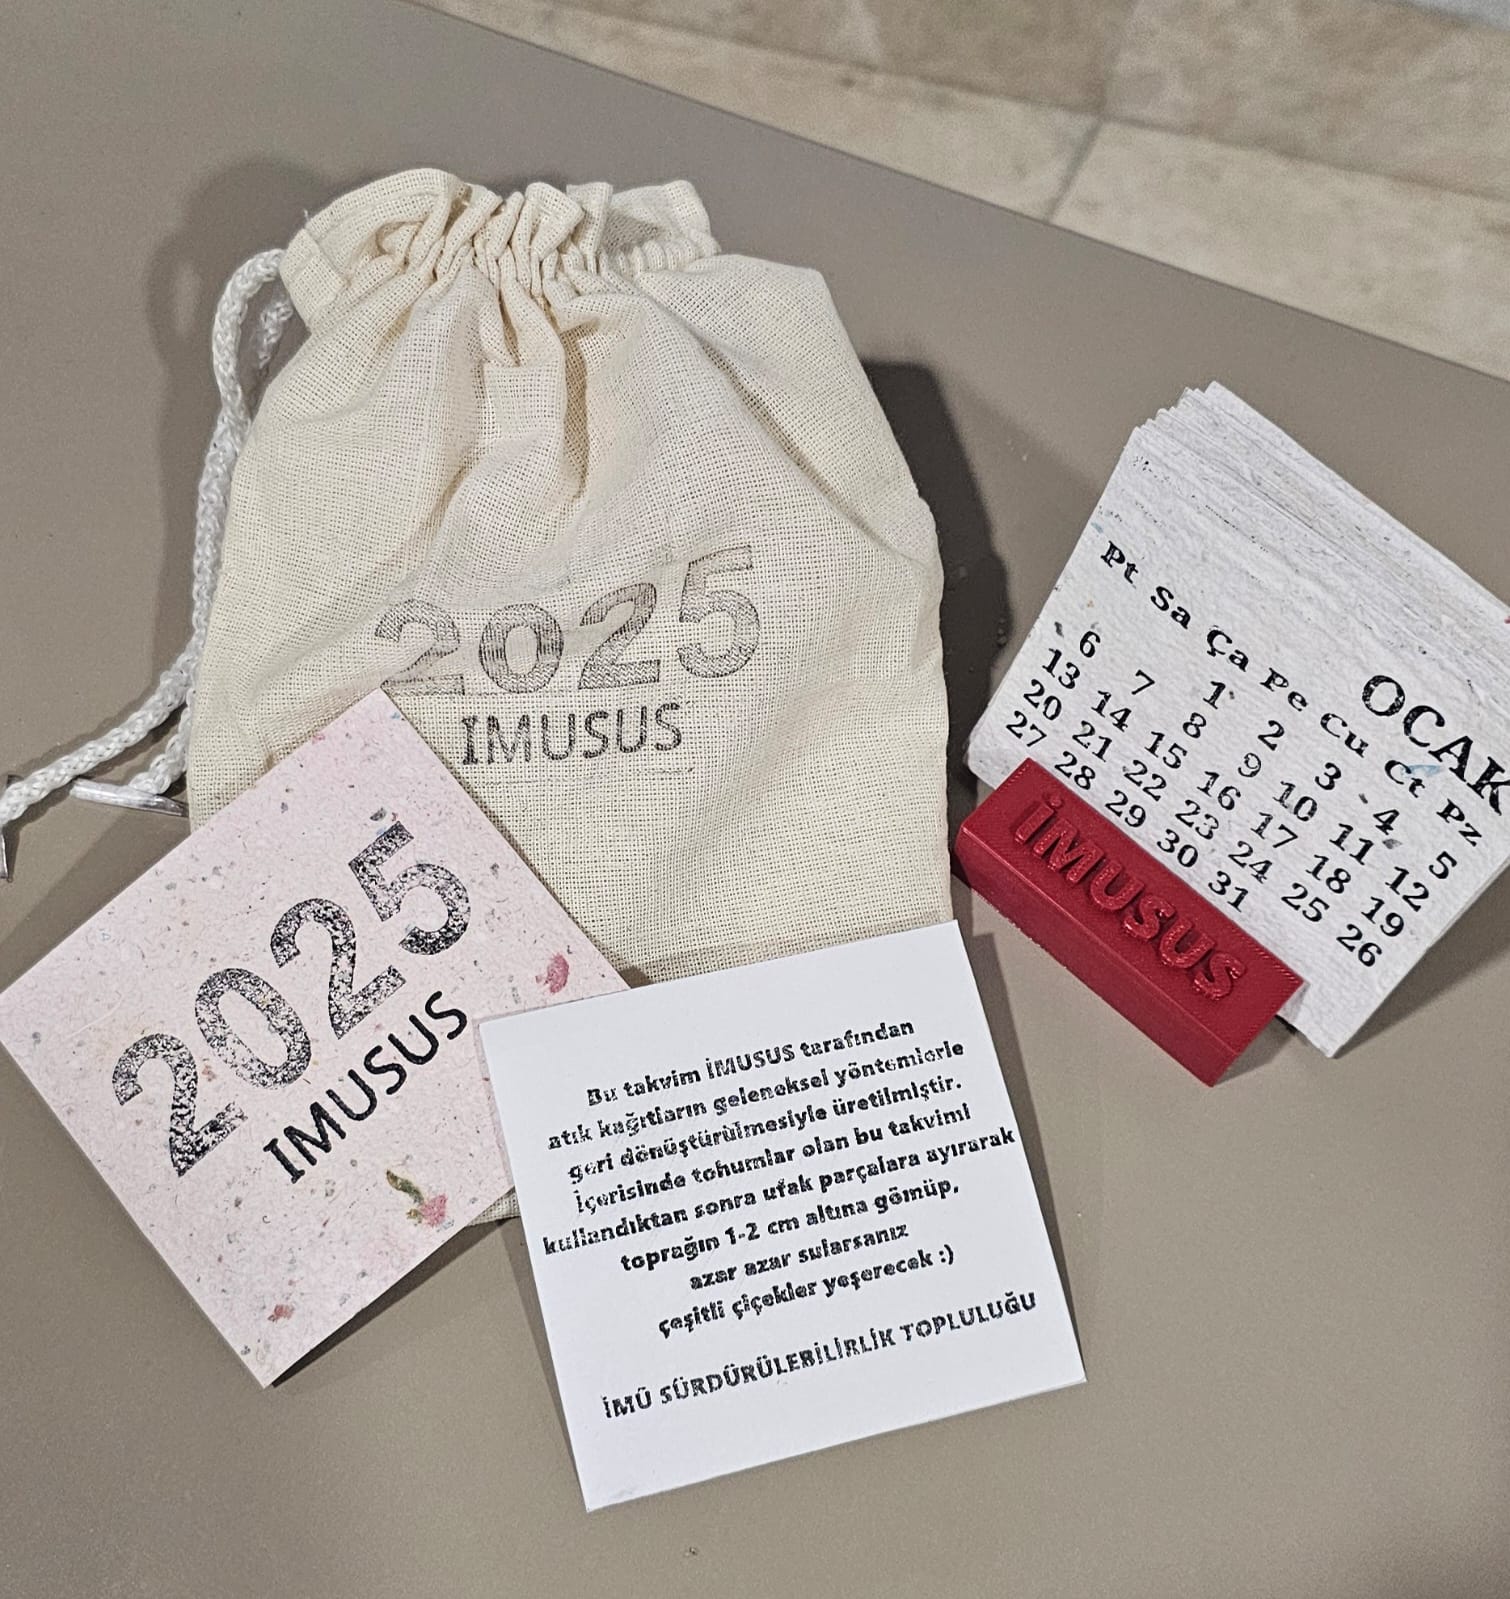 2025
IMUSUS
2025
IMUSUS
Bu takvim İMUSUS tarafından
atık kağıtların geleneksel yöntemlerle
geri dönüştürülmesiyle üretilmiştir.
İçerisinde tohumlar olan bu takvimi
kullandıktan sonra ufak parçalara ayırarak
toprağın 1-2 cm altına gömüp,
azar azar sularsanız
çeşitli çiçekler yeşerecek :)
İMÜ SÜRDÜRÜLEBİLİRLİK TOPLULUĞU
OCAK
Pt Sa Ça Pe Cu Ct Pz
1 2 3 4 5
6 7 8 9 10 11 12
13 14 15 16 17 18 19
20 21 22 23 24 25 26
27 28 29 30 31
İMUSUS